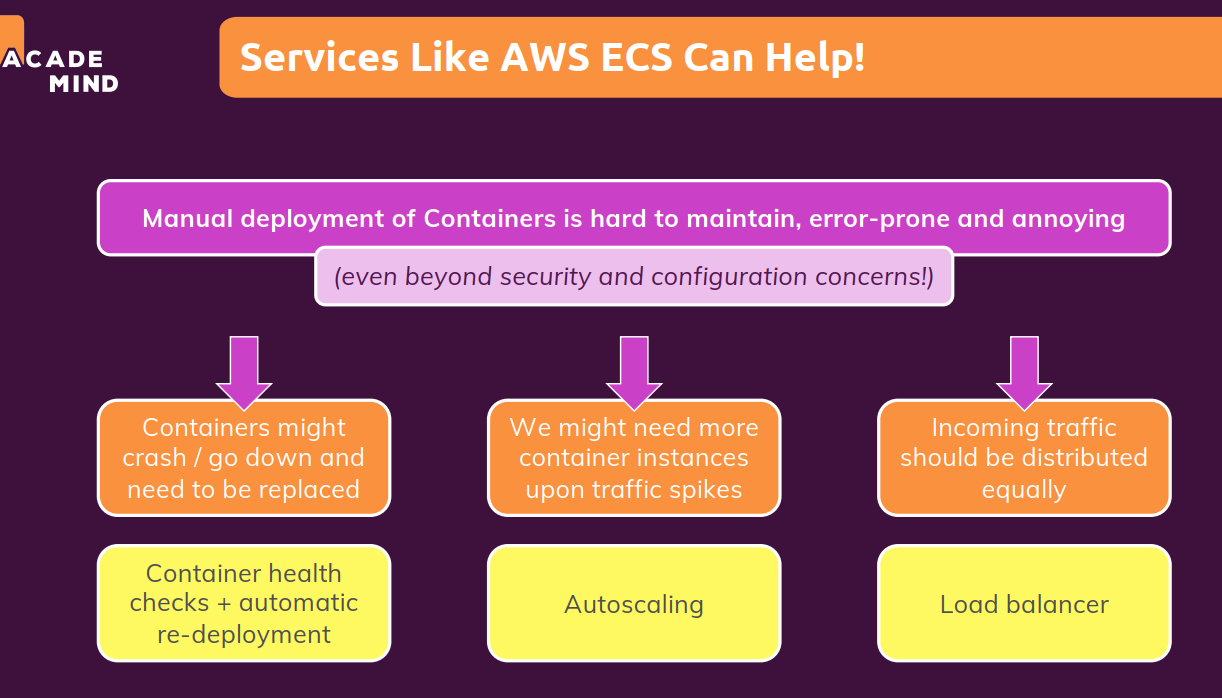 ACADE
MIND
Services Like AWS ECS Can Help!
Manual deployment of Containers is hard to maintain, error-prone and annoying
(even beyond security and configuration concerns!)
Containers might
crash / go down and
need to be replaced
We might need more
container instances
upon traffic spikes
Incoming traffic
should be distributed
equally
Container health
checks + automatic
re-deployment
Autoscaling
Load balancer